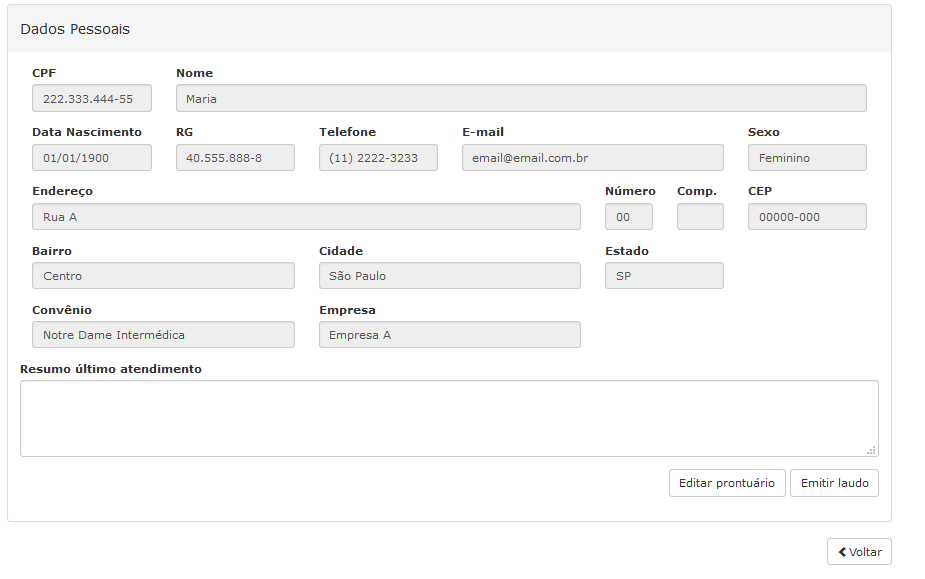 Dados Pessoais
CPF Nome
222.333.444-55 Maria
Data Nascimento RG Telefone E-mail Sexo
01/01/1900 40.555.888-8 (11) 2222-3233 email@email.com.br Feminino
Endereço Número Comp. CEP
Rua A 00 00000-000
Bairro Cidade Estado
Centro São Paulo SP
Convênio Empresa
Notre Dame Intermédica Empresa A
Resumo último atendimento
Editar prontuário Emitir laudo
Voltar